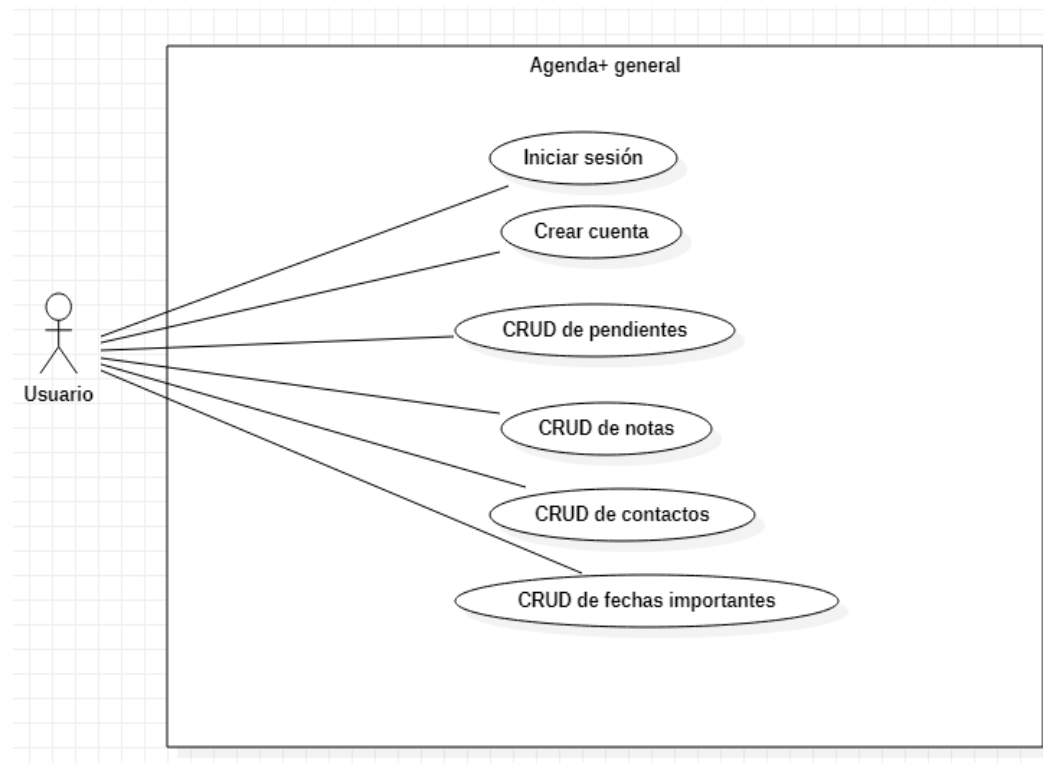 Agenda+ general
Iniciar sesión
Crear cuenta
CRUD de pendientes
Usuario
CRUD de notas
CRUD de contactos
CRUD de fechas importantes